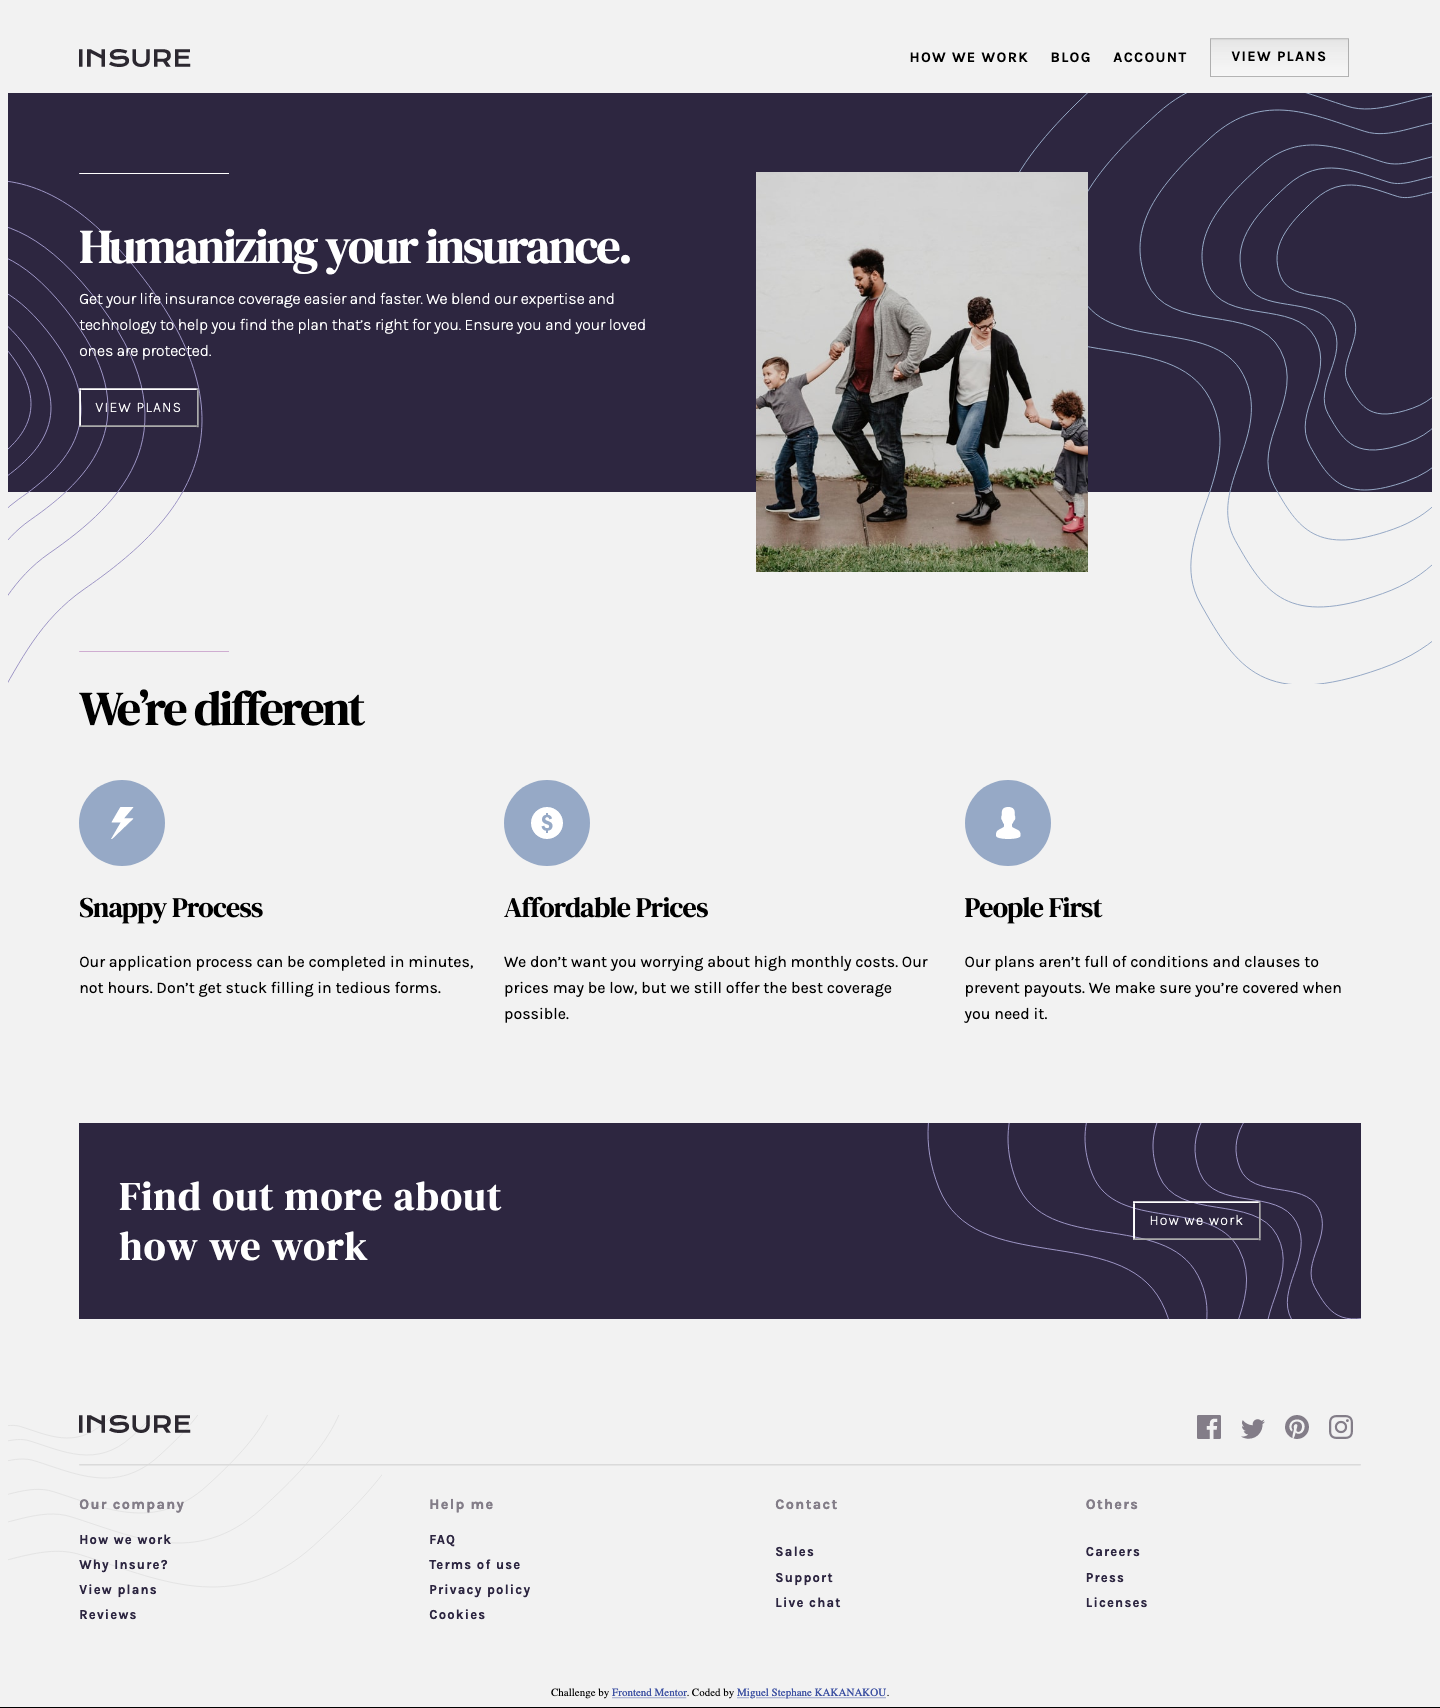 INSURE
HOW WE WORK BLOG ACCOUNT VIEW PLANS
Humanizing your insurance.
Get your life insurance coverage easier and faster. We blend our expertise and
technology to help you find the plan that’s right for you. Ensure you and your loved
ones are protected.
VIEW PLANS
We’re different
Snappy Process
Our application process can be completed in minutes,
not hours. Don’t get stuck filling in tedious forms.
Affordable Prices
We don’t want you worrying about high monthly costs. Our
prices may be low, but we still offer the best coverage
possible.
People First
Our plans aren’t full of conditions and clauses to
prevent payouts. We make sure you’re covered when
you need it.
Find out more about
how we work
How we work
INSURE
Our company
How we work
Why Insure?
View plans
Reviews
Help me
FAQ
Terms of use
Privacy policy
Cookies
Contact
Sales
Support
Live chat
Others
Careers
Press
Licenses
Challenge by Frontend Mentor. Coded by Miguel Stephane KAKANAKOU.